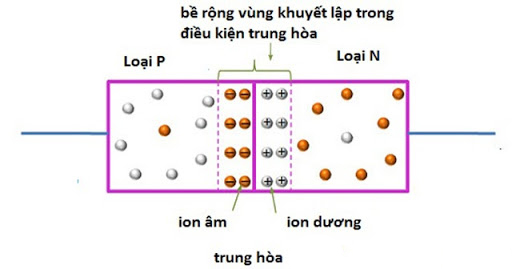 bề rộng vùng khuyết lập trong
điều kiện trung hòa
Loại P
Loại N
ion âm
ion dương
trung hòa